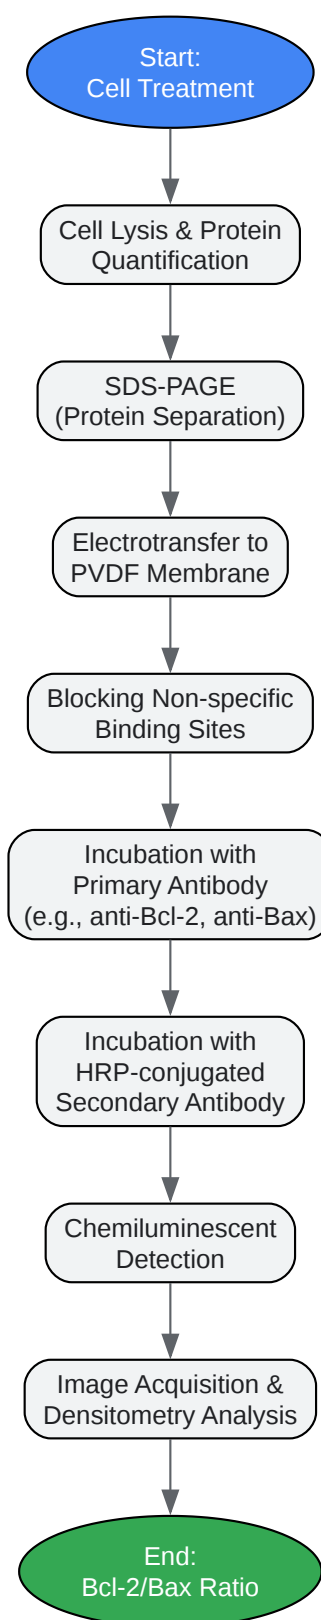 Start:
Cell Treatment
Cell Lysis & Protein
Quantification
SDS-PAGE
(Protein Separation)
Electrotransfer to
PVDF Membrane
Blocking Non-specific
Binding Sites
Incubation with
Primary Antibody
(e.g., anti-Bcl-2, anti-Bax)
Incubation with
HRP-conjugated
Secondary Antibody
Chemiluminescent
Detection
Image Acquisition &
Densitometry Analysis
End:
Bcl-2/Bax Ratio